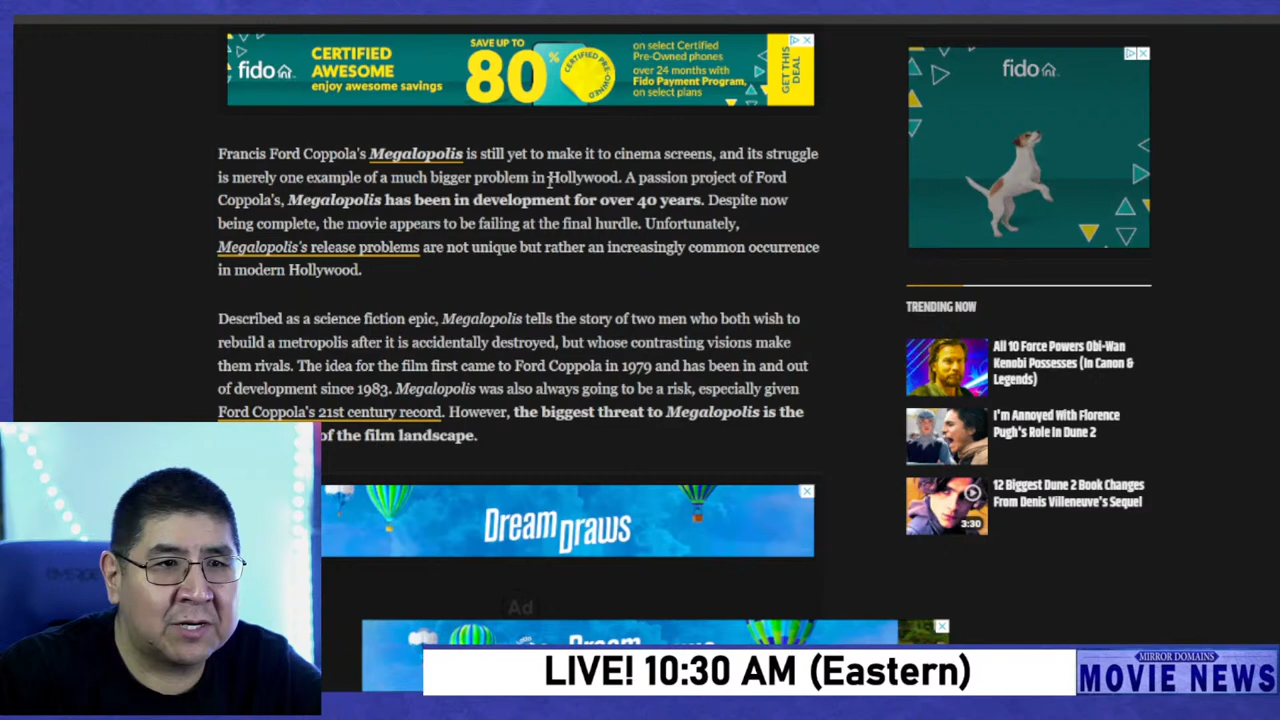 fido
CERTIFIED
AWESOME
enjoy awesome savings
SAVE UP TO
80%
CERTIFIED PRE-OWNED
on select Certified
Pre-Owned phones
over 24 months with
Fido Payment Program,
on select plans
GET THIS
DEAL
fido
Francis Ford Coppola's Megalopolis is still yet to make it to cinema screens, and its struggle
is merely one example of a much bigger problem in Hollywood. A passion project of Ford
Coppola's, Megalopolis has been in development for over 40 years. Despite now
being complete, the movie appears to be failing at the final hurdle. Unfortunately,
Megalopolis's release problems are not unique but rather an increasingly common occurrence
in modern Hollywood.
Described as a science fiction epic, Megalopolis tells the story of two men who both wish to
rebuild a metropolis after it is accidentally destroyed, but whose contrasting visions make
them rivals. The idea for the film first came to Ford Coppola in 1979 and has been in and out
of development since 1983. Megalopolis was also always going to be a risk, especially given
Ford Coppola's 21st century record. However, the biggest threat to Megalopolis is the
of the film landscape.
TRENDING NOW
All 10 Force Powers Obi-Wan
Kenobi Possesses (In Canon &
Legends)
I'm Annoyed With Florence
Pugh's Role In Dune 2
12 Biggest Dune 2 Book Changes
From Denis Villeneuve's Sequel
3:30
Dream Draws
Ad
Dream
LIVE! 10:30 AM (Eastern)
MIRROR DOMAINS
MOVIE NEWS